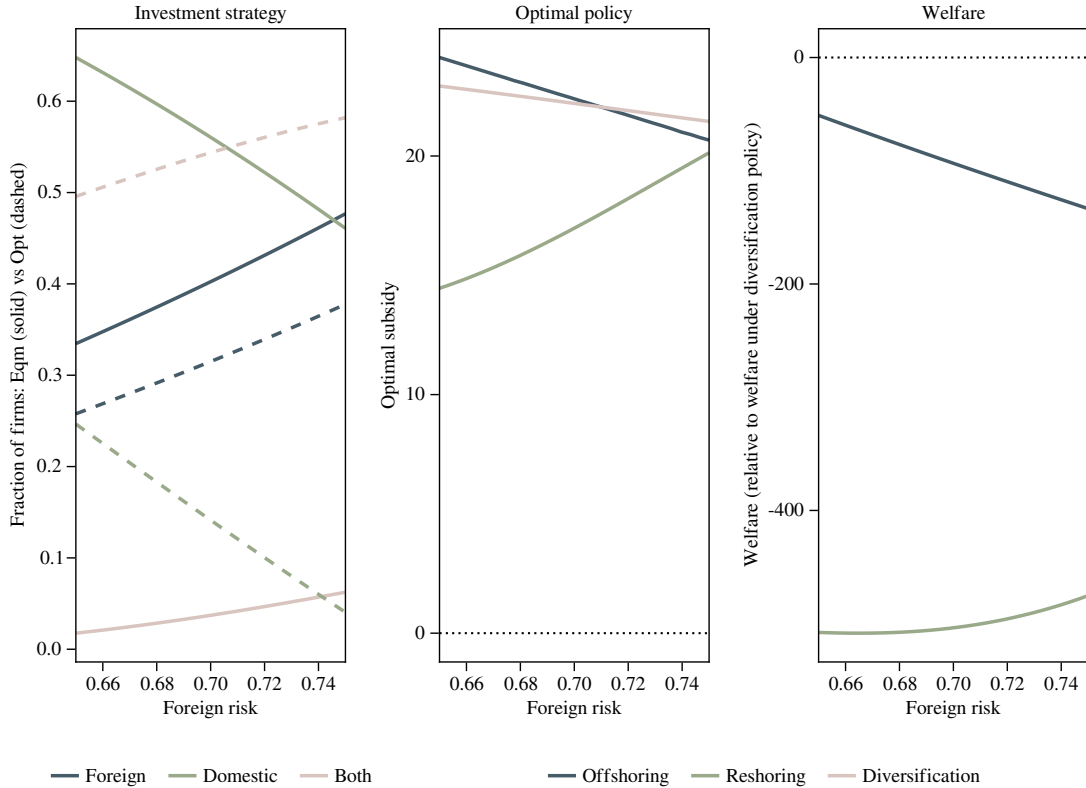 Investment strategy
Optimal policy
Welfare
Fraction of firms: Eqm (solid) vs Opt (dashed)
0.6
0.5
0.4
0.3
0.2
0.1
0.0
0.66 0.68 0.70 0.72 0.74
Foreign risk
Optimal subsidy
20
10
0
0.66 0.68 0.70 0.72 0.74
Foreign risk
Welfare (relative to welfare under diversification policy)
0
-200
-400
0.66 0.68 0.70 0.72 0.74
Foreign risk
Foreign Domestic Both
Offshoring Reshoring Diversification